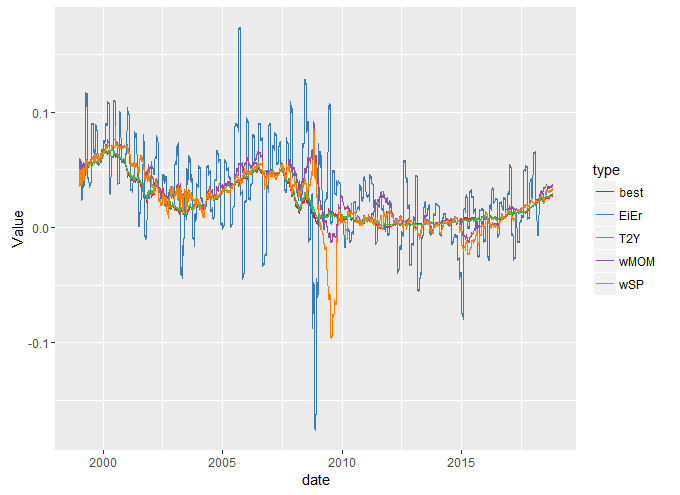 Value
0.1
0.0
-0.1
2000
2005
2010
2015
date
type
best
EiEr
T2Y
wMOM
wSP